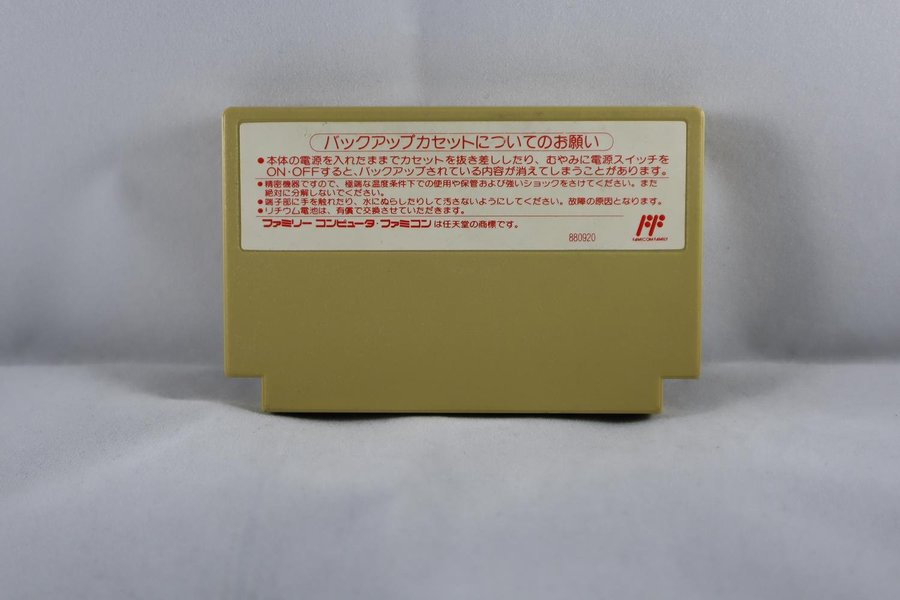 バックアップカセットについてのお願い
●本体の電源を入れたままでカセットを抜き差ししたり、むやみに電源スイッチを
ON・OFFすると、バックアップされている内容が消えてしまうことがあります。
●精密機器ですので、極端な温度条件下での使用や保管および強いショックをさけてください。また
絶対に分解しないでください。
●端子部に手を触れたり、水にぬらしたりして汚さないようにしてください。故障の原因となります。
●リチウム電池は、有償で交換させていただきます。
ファミリー コンピュータ・ファミコンは任天堂の商標です。
880920
FAMICOM FAMILY